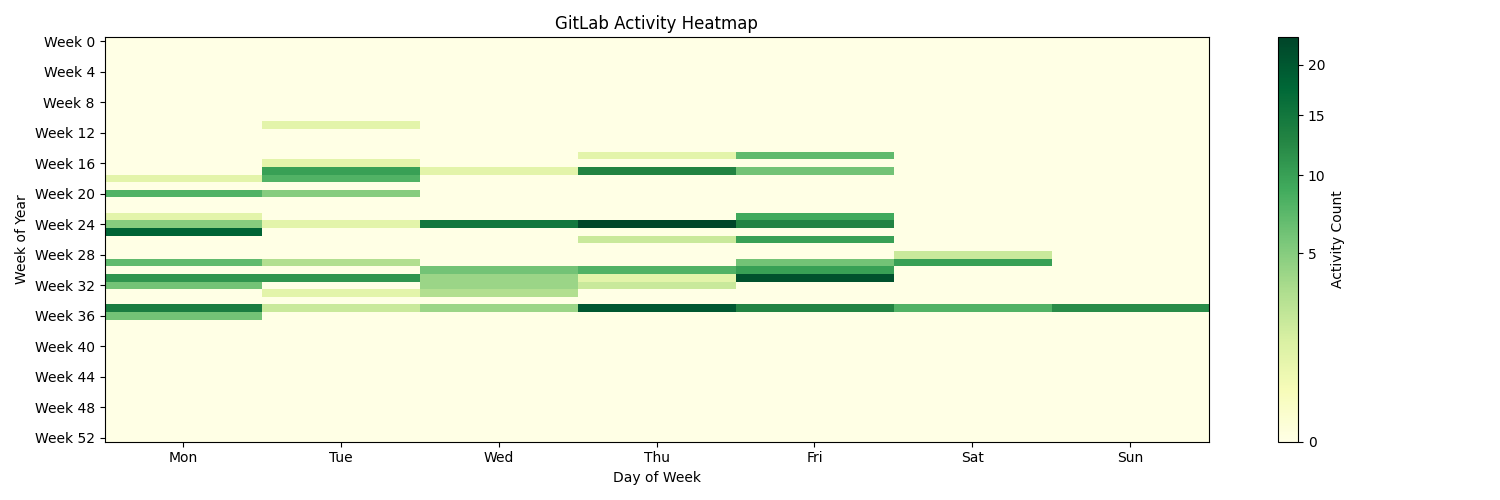 GitLab Activity Heatmap
Week of Year
Week 0
Week 4
Week 8
Week 12
Week 16
Week 20
Week 24
Week 28
Week 32
Week 36
Week 40
Week 44
Week 48
Week 52
Mon Tue Wed Thu Fri Sat Sun
Day of Week
20
15
10
5
0
Activity Count